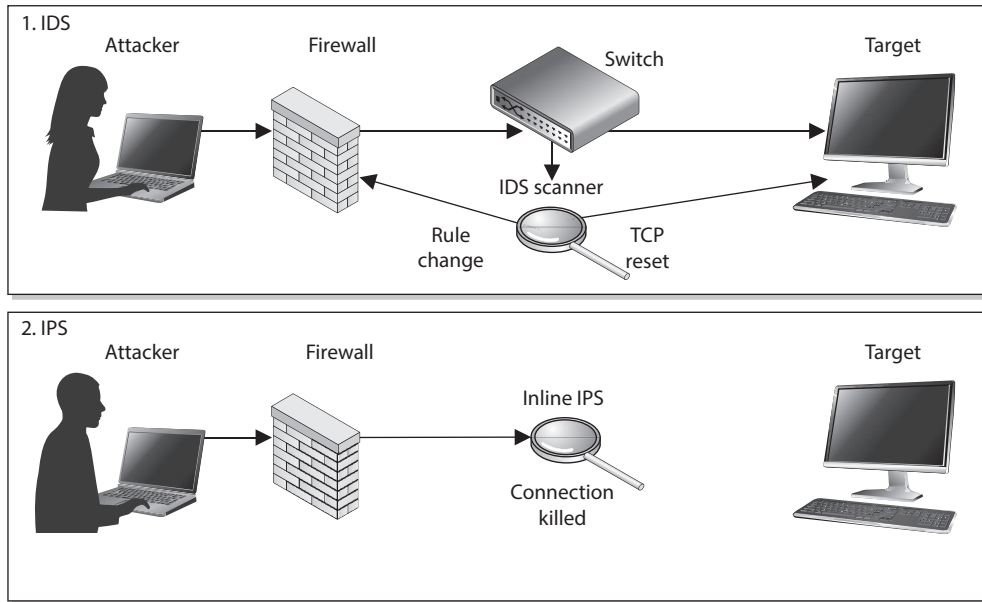 1. IDS
Attacker
Firewall
Switch
Target
IDS scanner
Rule
change
TCP
reset
2. IPS
Attacker
Firewall
Target
Inline IPS
Connection
killed